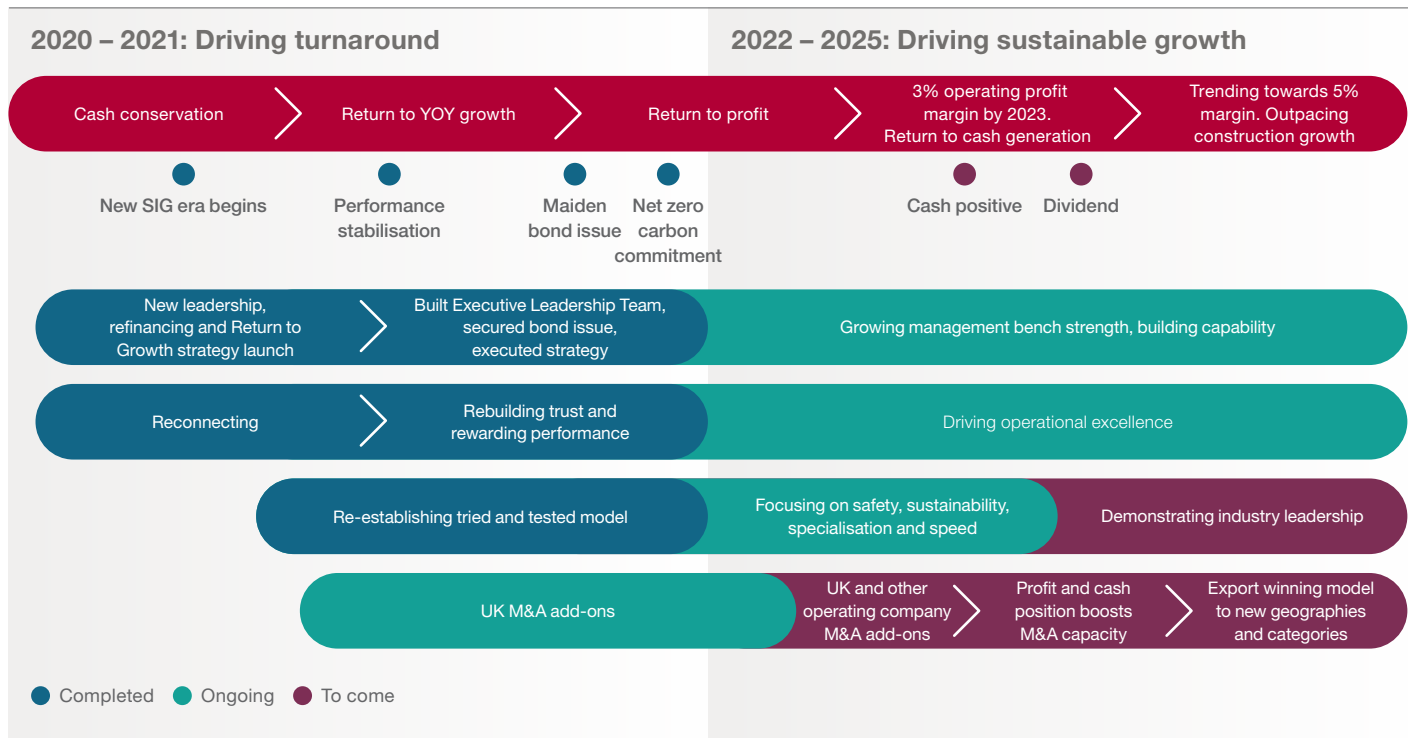 2020 – 2021: Driving turnaround
2022 – 2025: Driving sustainable growth
Cash conservation
Return to YOY growth
Return to profit
3% operating profit
margin by 2023.
Return to cash generation
Trending towards 5%
margin. Outpacing
construction growth
New SIG era begins
Performance
stabilisation
Maiden
bond issue
Net zero
carbon
commitment
Cash positive
Dividend
New leadership,
refinancing and Return to
Growth strategy launch
Built Executive Leadership Team,
secured bond issue,
executed strategy
Growing management bench strength, building capability
Reconnecting
Rebuilding trust and
rewarding performance
Driving operational excellence
Re-establishing tried and tested model
Focusing on safety, sustainability,
specialisation and speed
Demonstrating industry leadership
UK M&A add-ons
UK and other
operating company
M&A add-ons
Profit and cash
position boosts
M&A capacity
Export winning model
to new geographies
and categories
Completed
Ongoing
To come